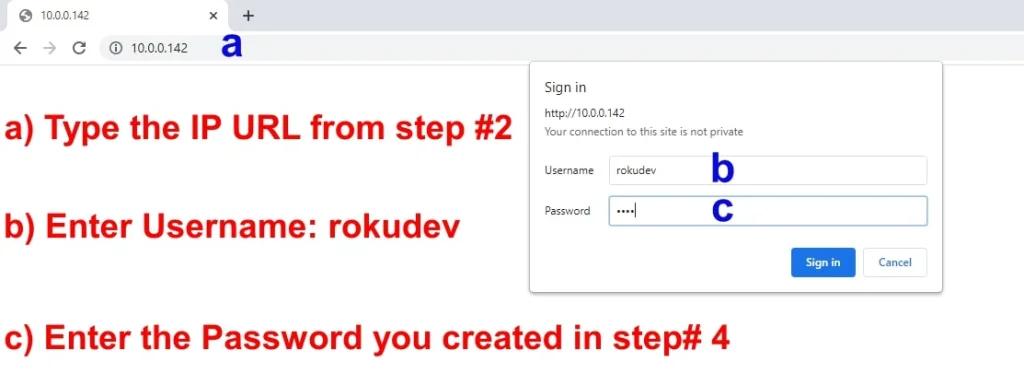 10.0.0.142
10.0.0.142
a
Sign in
http://10.0.0.142
Your connection to this site is not private
a) Type the IP URL from step #2
Username rokudev b
Password •••• c
b) Enter Username: rokudev
Sign in Cancel
c) Enter the Password you created in step# 4